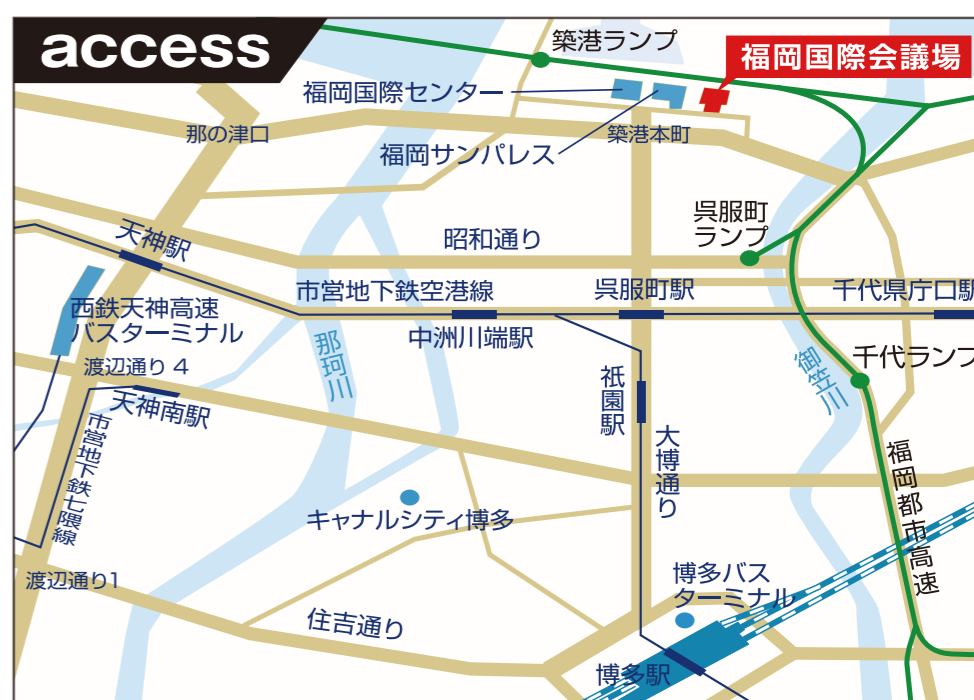 access
築港ランプ
福岡国際会議場
福岡国際センター
那の津口
築港本町
福岡サンパレス
呉服町
ランプ
天神駅
昭和通り
市営地下鉄空港線
呉服町駅
千代県庁口駅
西鉄天神高速
バスターミナル
中洲川端駅
那珂川
御笠川
千代ランプ
渡辺通り 4
天神南駅
祇園駅
市営地下鉄七隈線
大博通り
福岡都市高速
キャナルシティ博多
渡辺通り1
博多バス
ターミナル
住吉通り
博多駅